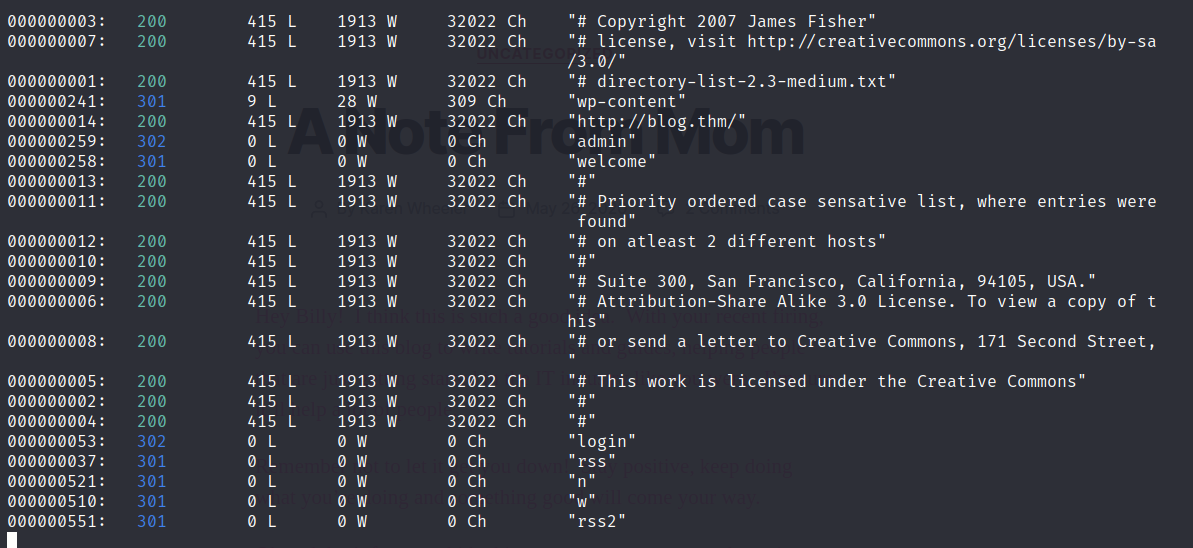 000000003: 200 415 L 1913 W 32022 Ch "# Copyright 2007 James Fisher"
000000007: 200 415 L 1913 W 32022 Ch "# license, visit http://creativecommons.org/licenses/by-sa
/3.0/"
000000001: 200 415 L 1913 W 32022 Ch "# directory-list-2.3-medium.txt"
000000241: 301 9 L 28 W 309 Ch "wp-content"
000000014: 200 415 L 1913 W 32022 Ch "http://blog.thm/"
000000259: 302 0 L 0 W 0 Ch "admin"
000000258: 301 0 L 0 W 0 Ch "welcome"
000000013: 200 415 L 1913 W 32022 Ch "#"
000000011: 200 415 L 1913 W 32022 Ch "# Priority ordered case sensative list, where entries were
found"
000000012: 200 415 L 1913 W 32022 Ch "# on atleast 2 different hosts"
000000010: 200 415 L 1913 W 32022 Ch "#"
000000009: 200 415 L 1913 W 32022 Ch "# Suite 300, San Francisco, California, 94105, USA."
000000006: 200 415 L 1913 W 32022 Ch "# Attribution-Share Alike 3.0 License. To view a copy of t
his"
000000008: 200 415 L 1913 W 32022 Ch "# or send a letter to Creative Commons, 171 Second Street,
"
000000005: 200 415 L 1913 W 32022 Ch "# This work is licensed under the Creative Commons"
000000002: 200 415 L 1913 W 32022 Ch "#"
000000004: 200 415 L 1913 W 32022 Ch "#"
000000053: 302 0 L 0 W 0 Ch "login"
000000037: 301 0 L 0 W 0 Ch "rss"
000000521: 301 0 L 0 W 0 Ch "n"
000000510: 301 0 L 0 W 0 Ch "w"
000000551: 301 0 L 0 W 0 Ch "rss2"
UNCATEGORIZED
A Note From Mom